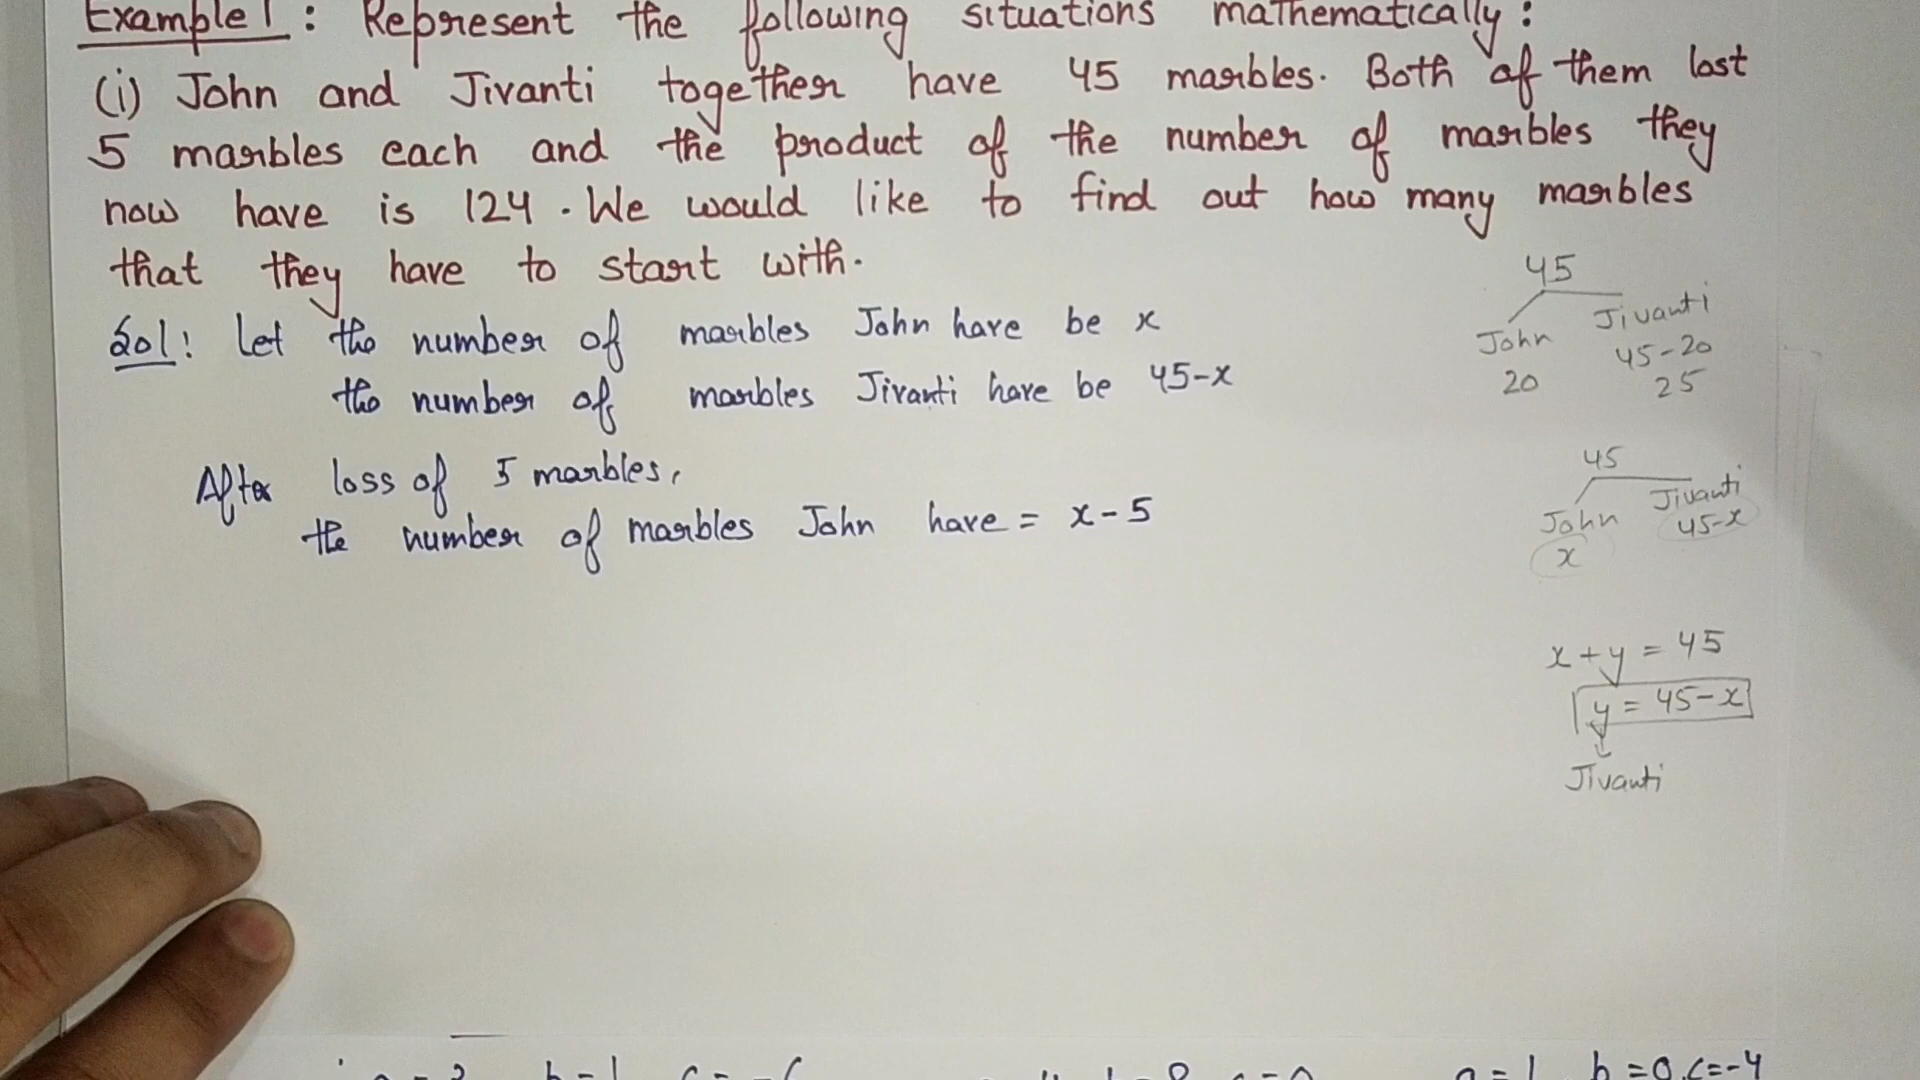 Example 1 : Represent the following situations mathematically:
(i) John and Jivanti together have 45 marbles. Both of them lost
5 marbles each and the product of the number of marbles they
now have is 124. We would like to find out how many marbles
that they have to start with.
Sol: Let the number of marbles John have be x
the number of marbles Jivanti have be 45-x
After loss of 5 marbles,
the number of marbles John have = x-5
45
John Jivanti
20 45-20
25
45
John Jivanti
x 45-x
x+y = 45
y = 45-x
Jivanti
b=0, c=-4